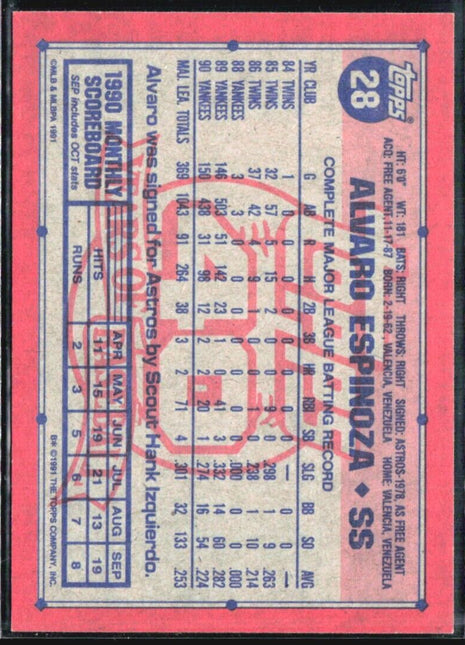 Topps
28
ALVARO ESPINOZA ♦ SS
HT: 6'0" WT: 181 BATS: RIGHT THROWS: RIGHT SIGNED: ASTROS-1978, AS FREE AGENT
ACQ: FREE AGENT, 11-17-87 BORN: 2-19-62, VALENCIA, VENEZUELA HOME: VALENCIA, VENEZUELA
COMPLETE MAJOR LEAGUE BATTING RECORD
YR CLUB G AB R H 2B 3B HR RBI SB SLG BB SO AVG
84 TWINS 1 0 0 0 0 0 0 0 0 — 0 0 —
85 TWINS 32 57 5 15 2 0 0 9 0 .298 1 9 .263
86 TWINS 37 42 4 9 1 0 0 1 0 .238 1 10 .214
88 YANKEES 3 3 0 0 0 0 0 0 0 .000 0 0 .000
89 YANKEES 146 503 51 142 23 1 0 41 3 .332 14 60 .282
90 YANKEES 150 438 31 98 12 2 2 20 1 .274 16 54 .224
MAJ. LEA. TOTALS 369 1043 91 264 38 3 2 71 4 .301 32 133 .253
Alvaro was signed for Astros by Scout Hank Izquierdo.
1990 MONTHLY
SCOREBOARD
SEP includes OCT stats
APR MAY JUN JUL AUG SEP
HITS 11 15 19 21 13 19
RUNS 2 3 5 6 7 8
40
YEARS OF
©MLB & MLBPA 1991
B* ©1991 THE TOPPS COMPANY, INC.